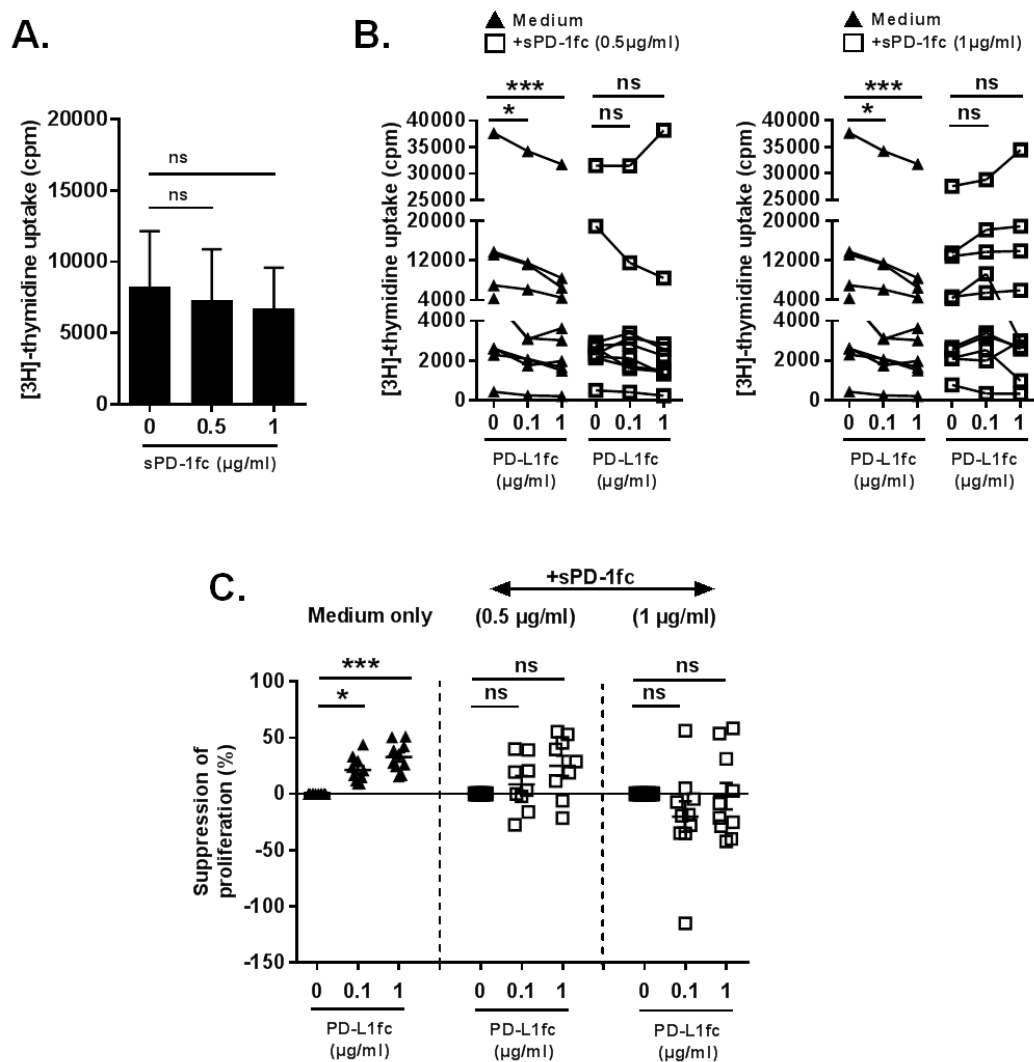 A.
[3H]-thymidine uptake (cpm)
20000
15000
10000
5000
0
ns
ns
0 0.5 1
sPD-1fc (µg/ml)
B.
▲ Medium
□ +sPD-1fc (0.5µg/ml)
[3H]-thymidine uptake (cpm)
40000
35000
30000
25000
20000
12000
4000
4000
2000
0
***
*
ns
ns
0 0.1 1 0 0.1 1
PD-L1fc PD-L1fc
(µg/ml) (µg/ml)
▲ Medium
□ +sPD-1fc (1µg/ml)
[3H]-thymidine uptake (cpm)
40000
35000
30000
25000
20000
12000
4000
4000
2000
0
***
*
ns
ns
0 0.1 1 0 0.1 1
PD-L1fc PD-L1fc
(µg/ml) (µg/ml)
C.
+sPD-1fc
Medium only (0.5 µg/ml) (1 µg/ml)
Suppression of
proliferation (%)
100
50
0
-50
-100
-150
***
*
ns
ns
ns
ns
0 0.1 1 0 0.1 1 0 0.1 1
PD-L1fc PD-L1fc PD-L1fc
(µg/ml) (µg/ml) (µg/ml)